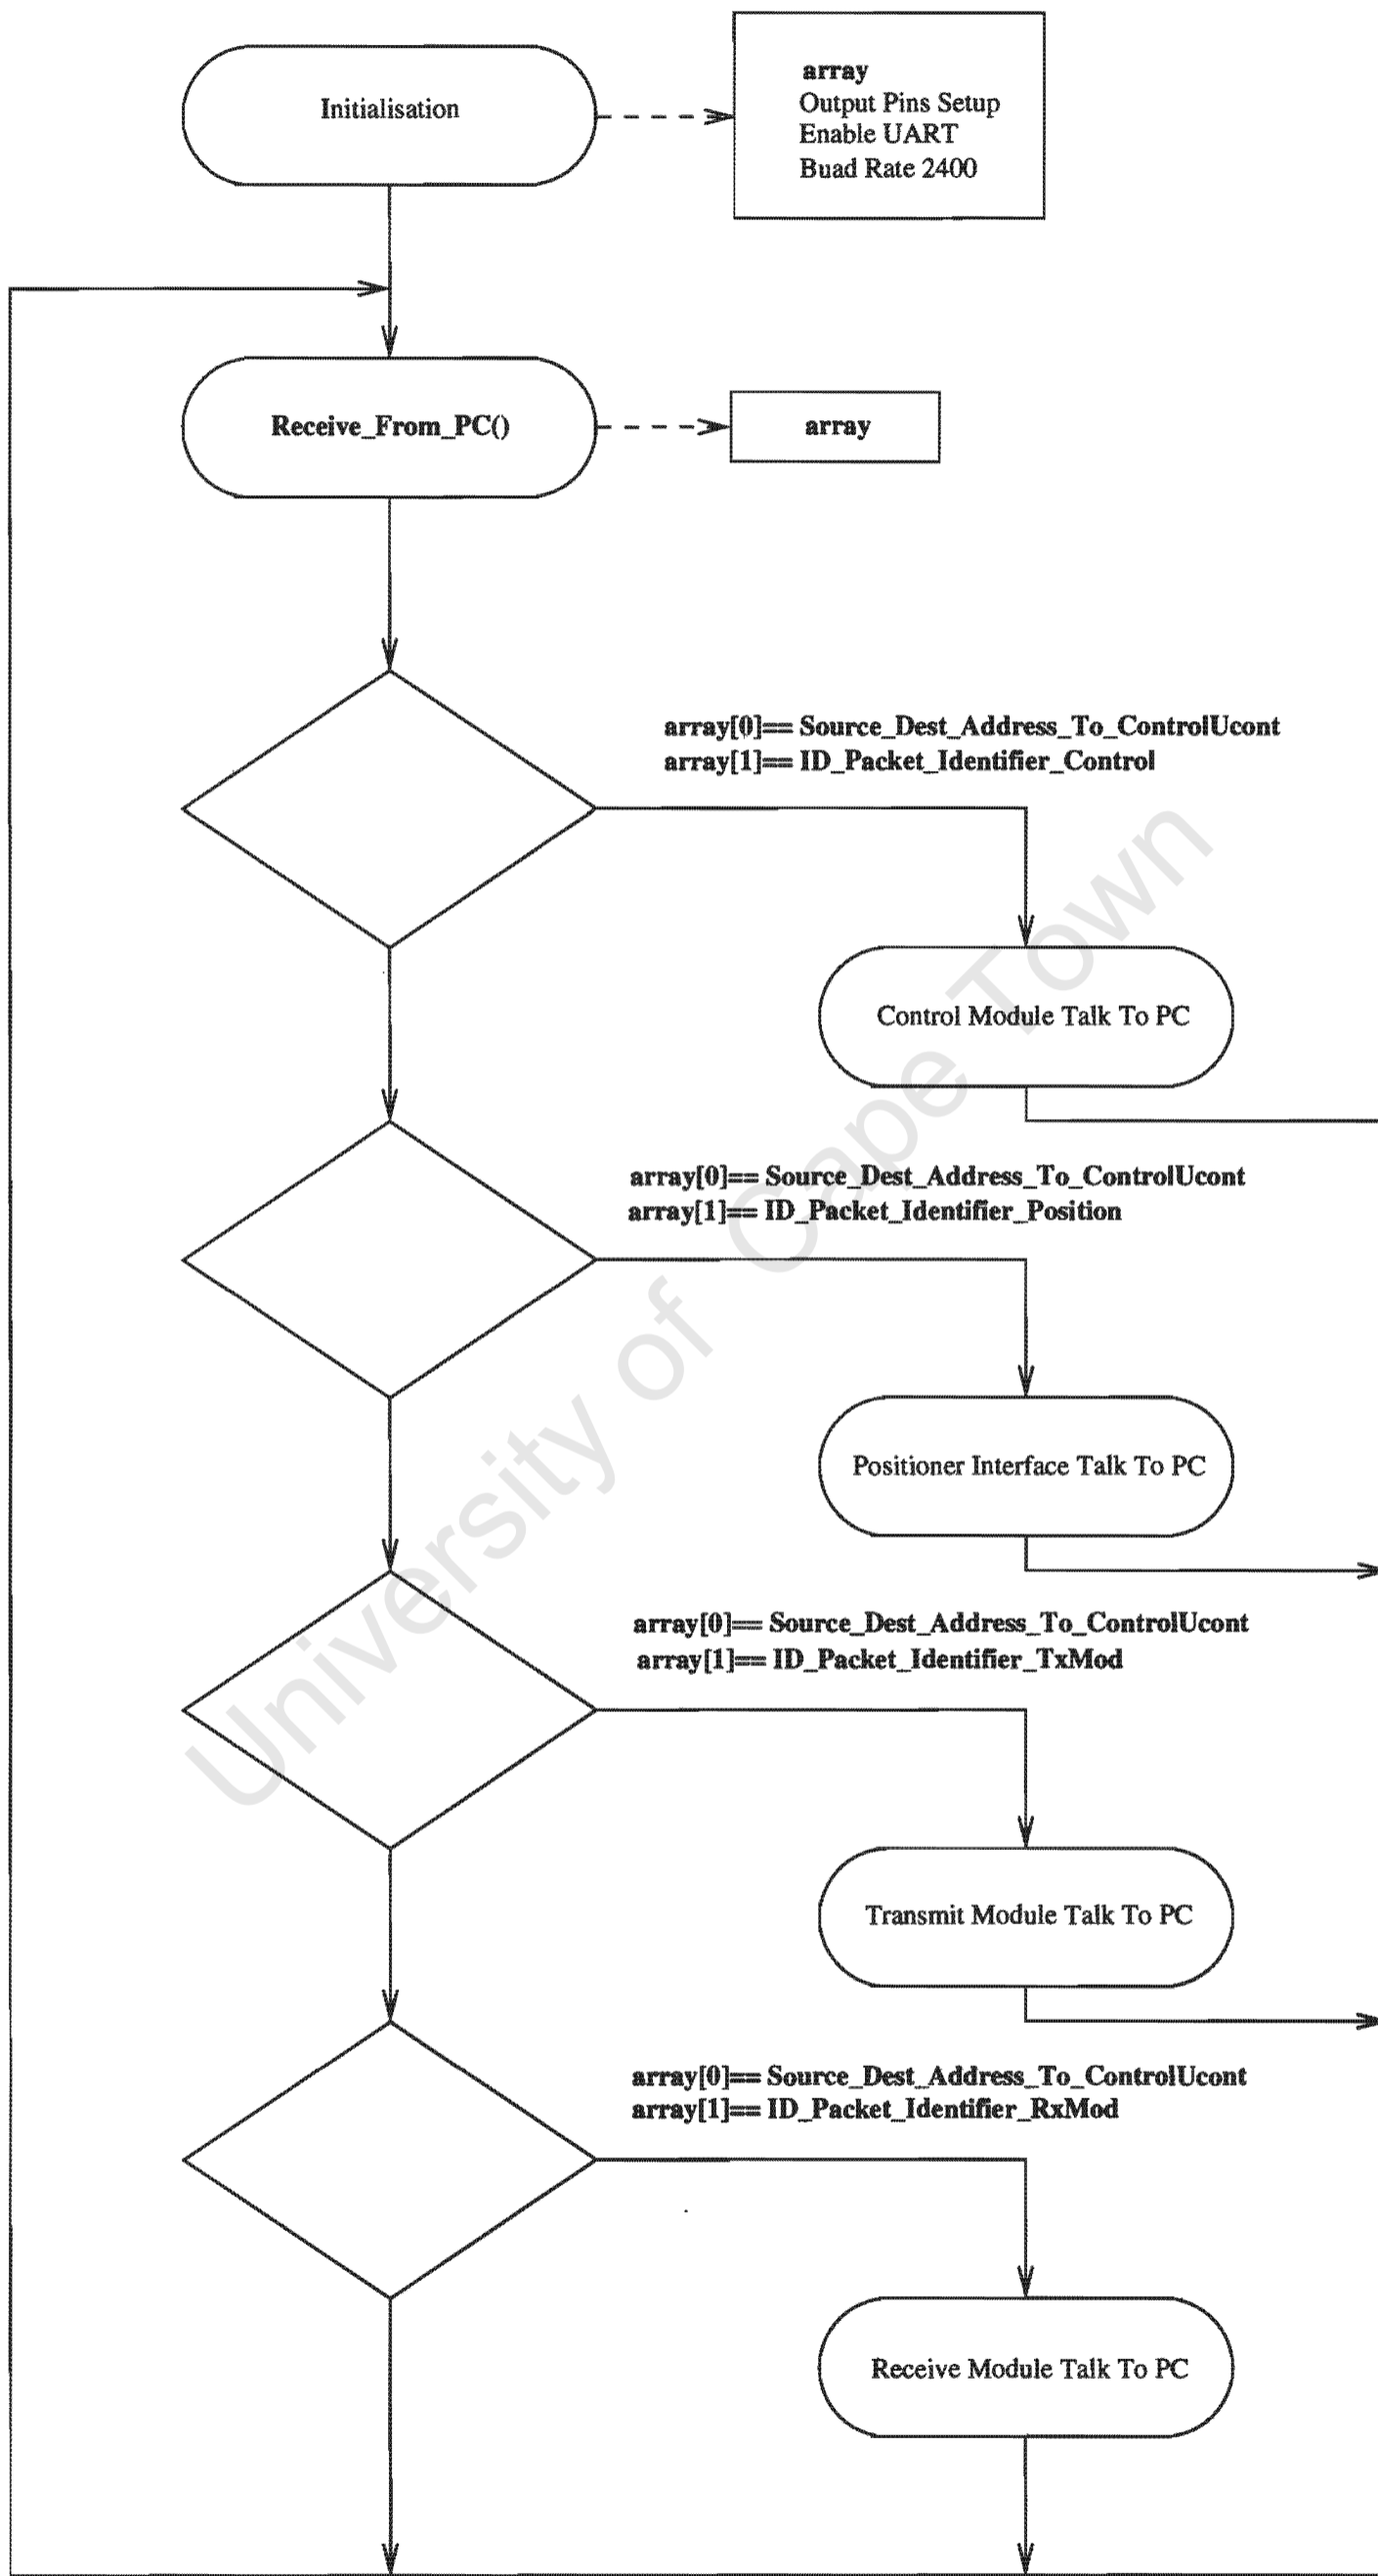 array
Output Pins Setup
Enable UART
Buad Rate 2400
Initialisation
Receive_From_PC()
array
array[0]== Source_Dest_Address_To_ControlUcont
array[1]== ID_Packet_Identifier_Control
Control Module Talk To PC
array[0]== Source_Dest_Address_To_ControlUcont
array[1]== ID_Packet_Identifier_Position
Positioner Interface Talk To PC
array[0]== Source_Dest_Address_To_ControlUcont
array[1]== ID_Packet_Identifier_TxMod
Transmit Module Talk To PC
array[0]== Source_Dest_Address_To_ControlUcont
array[1]== ID_Packet_Identifier_RxMod
Receive Module Talk To PC
University of Cape Town